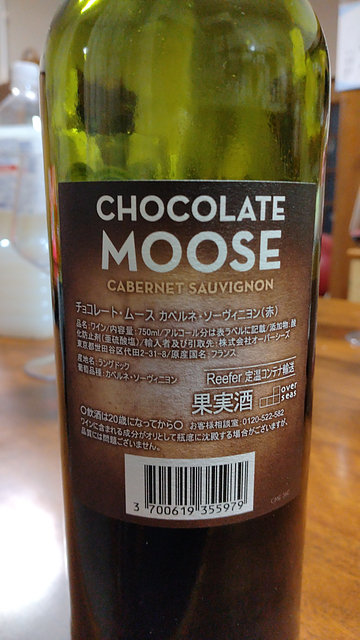 CHOCOLATE
MOOSE
CABERNET SAUVIGNON
チョコレート・ムース カベルネ・ソーヴィニヨン(赤)
品名:ワイン/内容量:750ml/アルコール分は表ラベルに記載/添加物:酸
化防止剤(亜硫酸塩)/輸入者及び引取先:株式会社オーバーシーズ
東京都世田谷区代田2-31-8/原産国名:フランス
産地名:ラングドック
葡萄品種:カベルネ・ソーヴィニヨン
Reefer 定温コンテナ輸送
果実酒
over
seas
〇飲酒は20歳になってから〇 お客様相談室:0120-522-582
ワインに含まれる成分がオリとして瓶底に沈殿する場合がございますが、
品質には問題ございません。
3 700619 355979